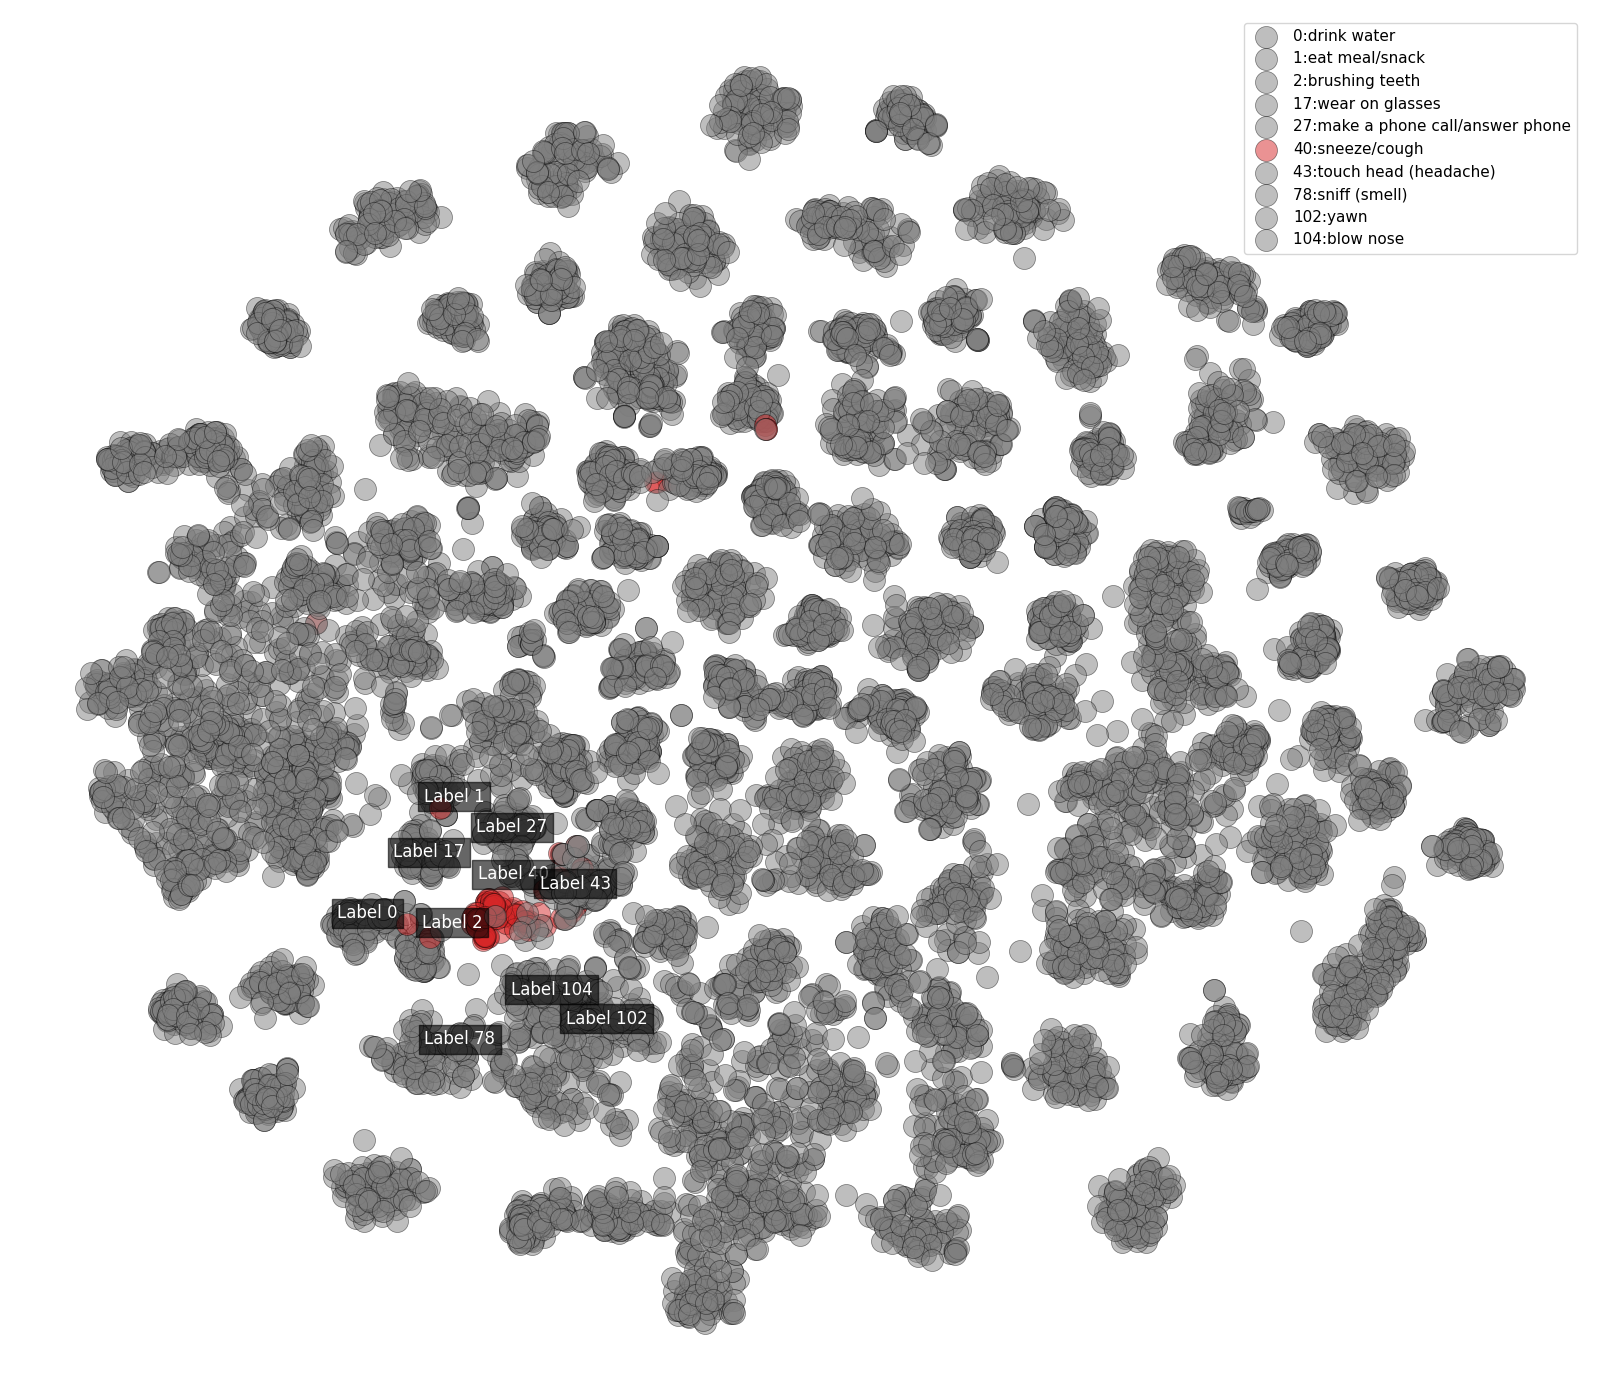 0:drink water
1:eat meal/snack
2:brushing teeth
17:wear on glasses
27:make a phone call/answer phone
40:sneeze/cough
43:touch head (headache)
78:sniff (smell)
102:yawn
104:blow nose
Label 1
Label 27
Label 17
Label 40
Label 43
Label 0
Label 2
Label 104
Label 102
Label 78